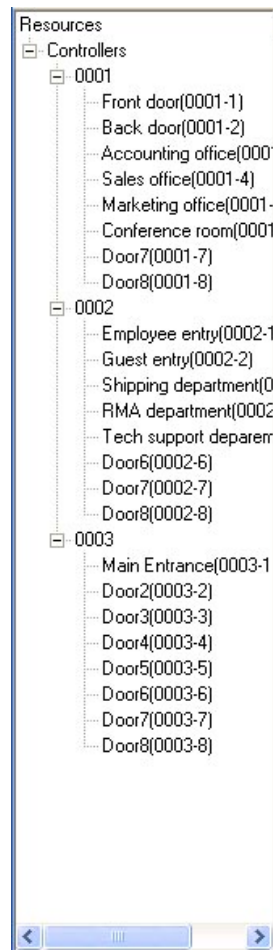 Resources
Controllers
0001
Front door(0001-1)
Back door(0001-2)
Accounting office(000
Sales office(0001-4)
Marketing office(0001-
Conference room(0001
Door7(0001-7)
Door8(0001-8)
0002
Employee entry(0002-1
Guest entry(0002-2)
Shipping department(0
RMA department(0002
Tech support deparem
Door6(0002-6)
Door7(0002-7)
Door8(0002-8)
0003
Main Entrance(0003-1
Door2(0003-2)
Door3(0003-3)
Door4(0003-4)
Door5(0003-5)
Door6(0003-6)
Door7(0003-7)
Door8(0003-8)